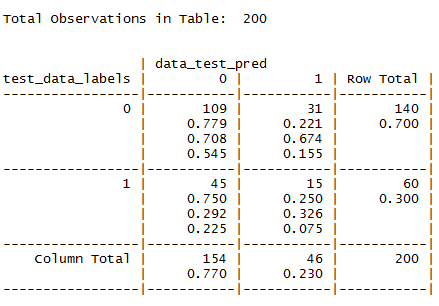 Total Observations in Table:  200
                 | data_test_pred
test_data_labels |         0 |         1 | Row Total |
-----------------|-----------|-----------|-----------|
               0 |       109 |        31 |       140 |
                 |     0.779 |     0.221 |     0.700 |
                 |     0.708 |     0.674 |           |
                 |     0.545 |     0.155 |           |
-----------------|-----------|-----------|-----------|
               1 |        45 |        15 |        60 |
                 |     0.750 |     0.250 |     0.300 |
                 |     0.292 |     0.326 |           |
                 |     0.225 |     0.075 |           |
-----------------|-----------|-----------|-----------|
    Column Total |       154 |        46 |       200 |
                 |     0.770 |     0.230 |           |
-----------------|-----------|-----------|-----------|